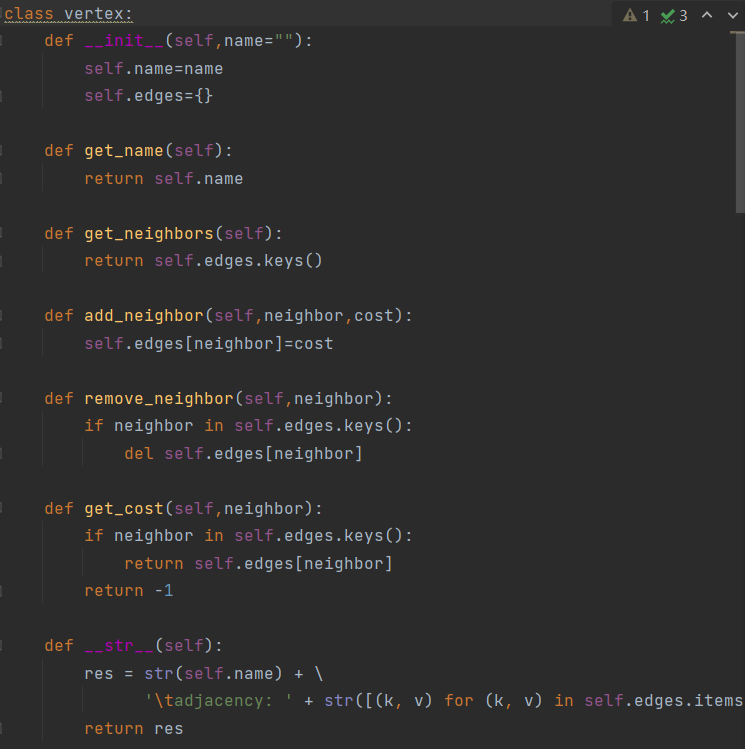 class vertex:
1 3
def __init__(self,name=""):
self.name=name
self.edges={}
def get_name(self):
return self.name
def get_neighbors(self):
return self.edges.keys()
def add_neighbor(self,neighbor,cost):
self.edges[neighbor]=cost
def remove_neighbor(self,neighbor):
if neighbor in self.edges.keys():
del self.edges[neighbor]
def get_cost(self,neighbor):
if neighbor in self.edges.keys():
return self.edges[neighbor]
return -1
def __str__(self):
res = str(self.name) + \
'\tadjacency: ' + str([(k, v) for (k, v) in self.edges.items
return res